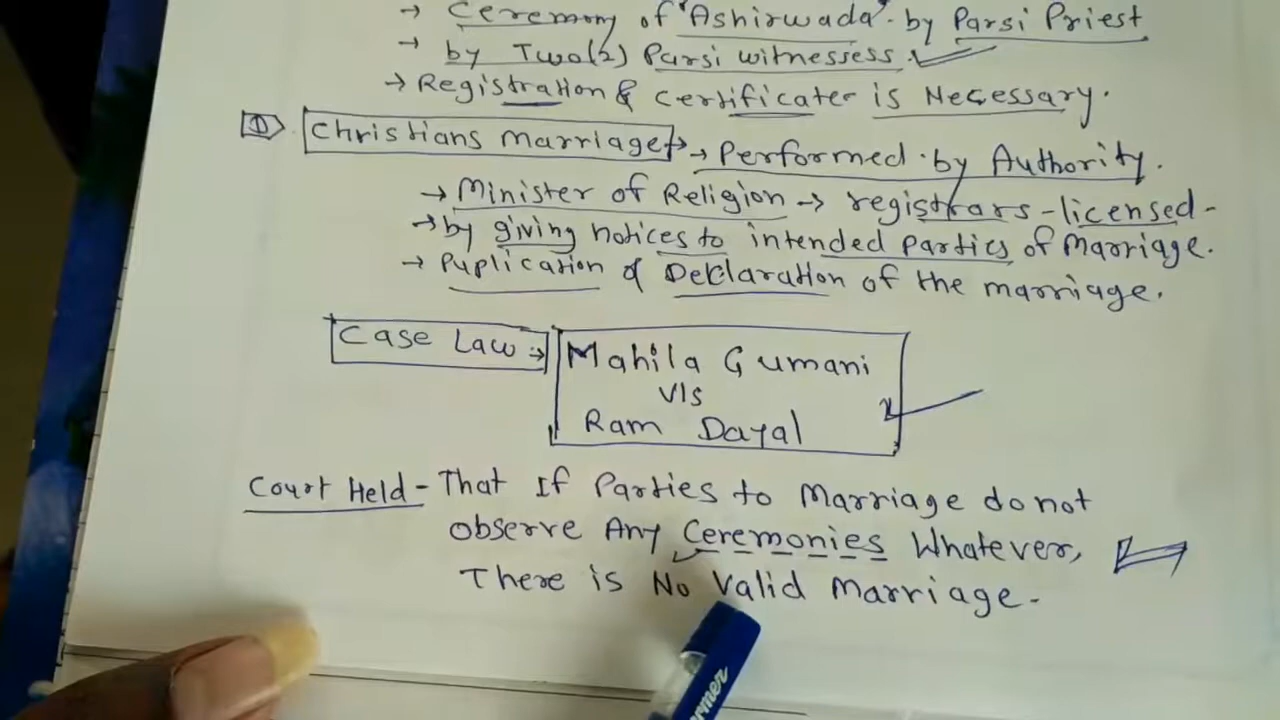 → Ceremony of "Ashirwada". by Parsi Priest
→ by Two(2) Parsi witnessess.
→ Registration & Certificate is Necessary.
① Christians marriage → → Performed by Authority.
→ Minister of Religion → registrars - licensed -
→ by giving notices to intended parties of Marriage.
→ Puplication of Declaration of the marriage.
Case Law →
Mahila Gumani
V/s
Ram Dayal
Court Held - That If Parties to Marriage do not
observe Any Ceremonies Whatever,
There is No Valid Marriage.